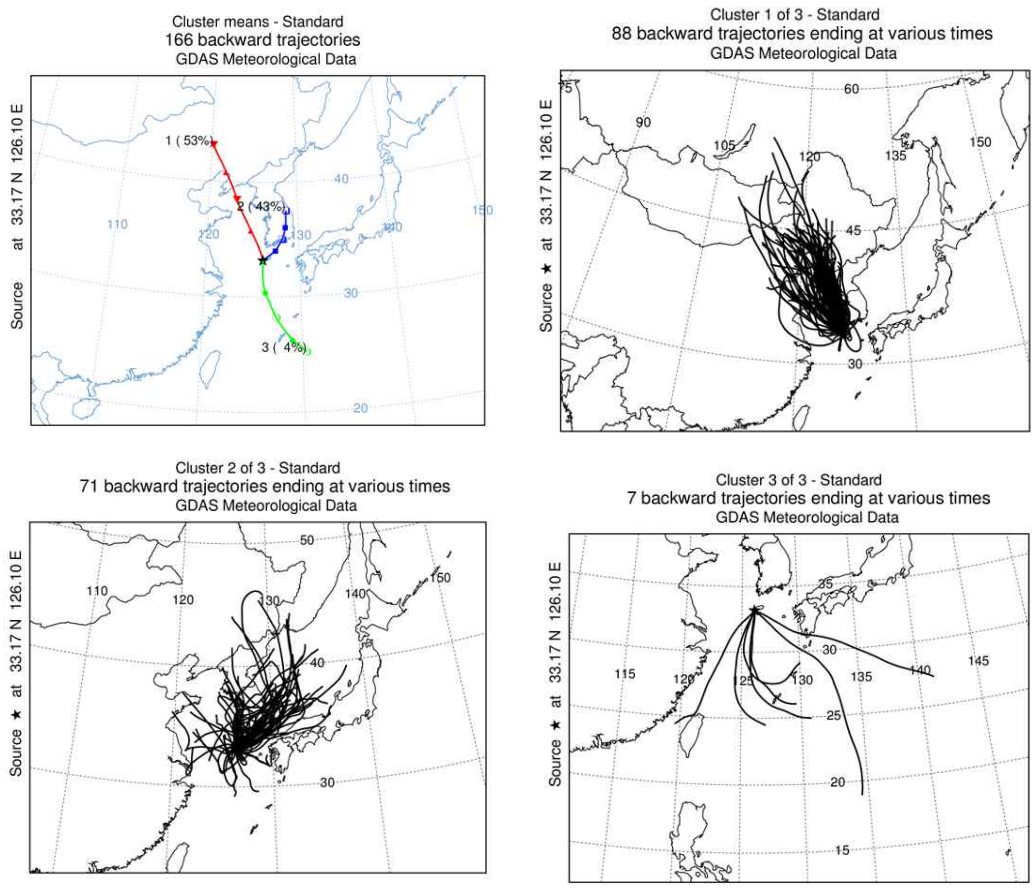 Cluster means - Standard
166 backward trajectories
GDAS Meteorological Data
Source ★ at 33.17 N 126.10 E
1 ( 53%)
2 ( 43%)
3 ( 4%)
40
150
110
120
130
140
30
20
Cluster 1 of 3 - Standard
88 backward trajectories ending at various times
GDAS Meteorological Data
Source ★ at 33.17 N 126.10 E
75
60
90
105
120
135
150
45
30
Cluster 2 of 3 - Standard
71 backward trajectories ending at various times
GDAS Meteorological Data
Source ★ at 33.17 N 126.10 E
50
110
120
130
140
150
40
30
Cluster 3 of 3 - Standard
7 backward trajectories ending at various times
GDAS Meteorological Data
Source ★ at 33.17 N 126.10 E
35
30
115
120
125
130
135
140
145
25
20
15